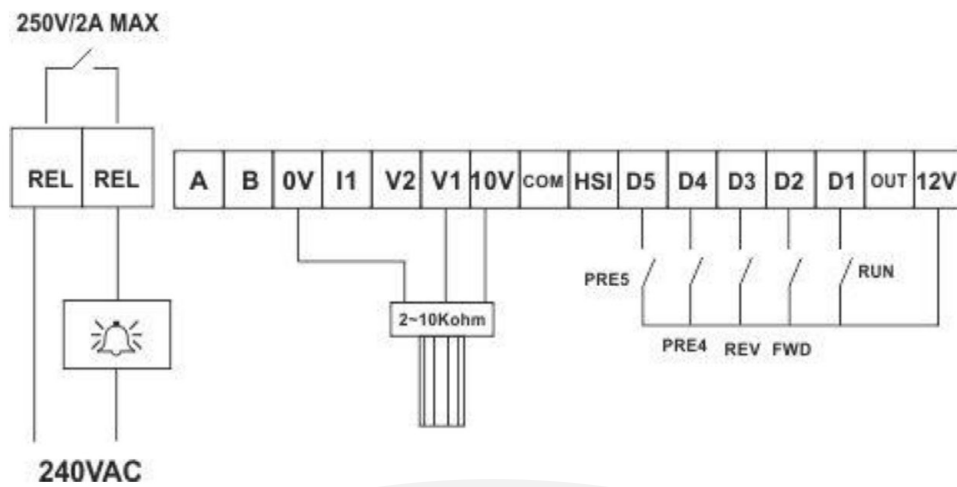 250V/2A MAX
REL REL A B 0V I1 V2 V1 10V COM HSI D5 D4 D3 D2 D1 OUT 12V
PRE5 RUN
2~10Kohm
PRE4 REV FWD
240VAC